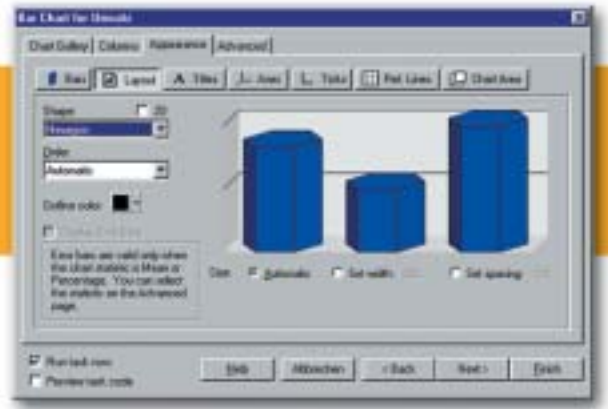 Bar Chart for
Chart Gallery Columns Appearance Advanced
Bars Layout Titles Axes Ticks Ref. Lines Chart Area
Shape 3D
Hexagon
Order
Automatic
Outline color
Error bars are valid only when
the chart statistic is Mean or
Percentage. You can select
the statistic on the Advanced
page.
Size: Automatic Set width: Set spacing:
Run task now
Preview task code
Help Abbrechen < Back Next > Finish